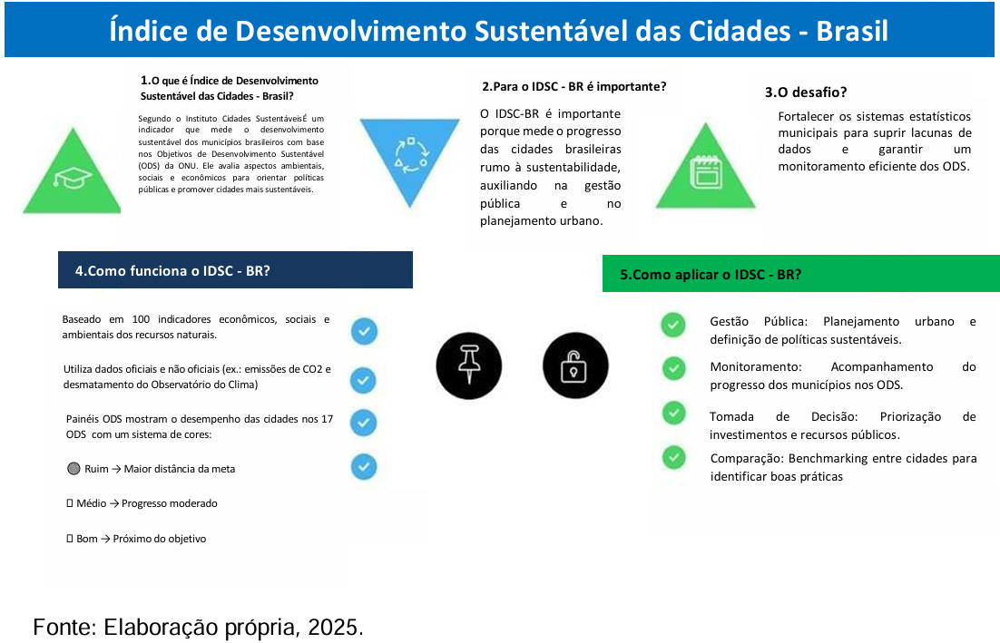 Índice de Desenvolvimento Sustentável das Cidades - Brasil
1.O que é Índice de Desenvolvimento
Sustentável das Cidades - Brasil?
Segundo o Instituto Cidades SustentáveisÉ um
indicador que mede o desenvolvimento
sustentável dos municípios brasileiros com base
nos Objetivos de Desenvolvimento Sustentável
(ODS) da ONU. Ele avalia aspectos ambientais,
sociais e econômicos para orientar políticas
públicas e promover cidades mais sustentáveis.
2.Para o IDSC - BR é importante?
O IDSC-BR é importante
porque mede o progresso
das cidades brasileiras
rumo à sustentabilidade,
auxiliando na gestão
pública e no
planejamento urbano.
3.O desafio?
Fortalecer os sistemas estatísticos
municipais para suprir lacunas de
dados e garantir um
monitoramento eficiente dos ODS.
4.Como funciona o IDSC - BR?
Baseado em 100 indicadores econômicos, sociais e
ambientais dos recursos naturais.
Utiliza dados oficiais e não oficiais (ex.: emissões de CO2 e
desmatamento do Observatório do Clima)
Painéis ODS mostram o desempenho das cidades nos 17
ODS com um sistema de cores:
Ruim → Maior distância da meta
Médio → Progresso moderado
Bom → Próximo do objetivo
5.Como aplicar o IDSC - BR?
Gestão Pública: Planejamento urbano e
definição de políticas sustentáveis.
Monitoramento: Acompanhamento do
progresso dos municípios nos ODS.
Tomada de Decisão: Priorização de
investimentos e recursos públicos.
Comparação: Benchmarking entre cidades para
identificar boas práticas
Fonte: Elaboração própria, 2025.